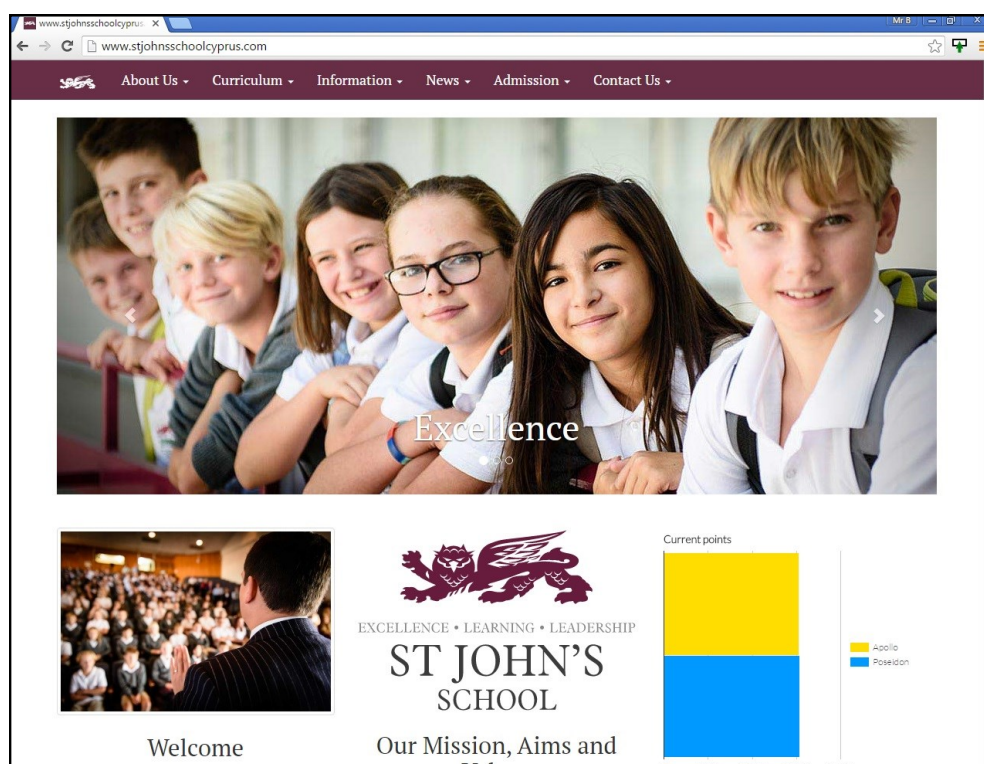 www.stjohnsschoolcyprus.
Mr B
www.stjohnsschoolcyprus.com
About Us Curriculum Information News Admission Contact Us
Excellence
Current points
EXCELLENCE • LEARNING • LEADERSHIP
ST JOHN'S
SCHOOL
Apollo
Poseidon
Welcome
Our Mission, Aims and